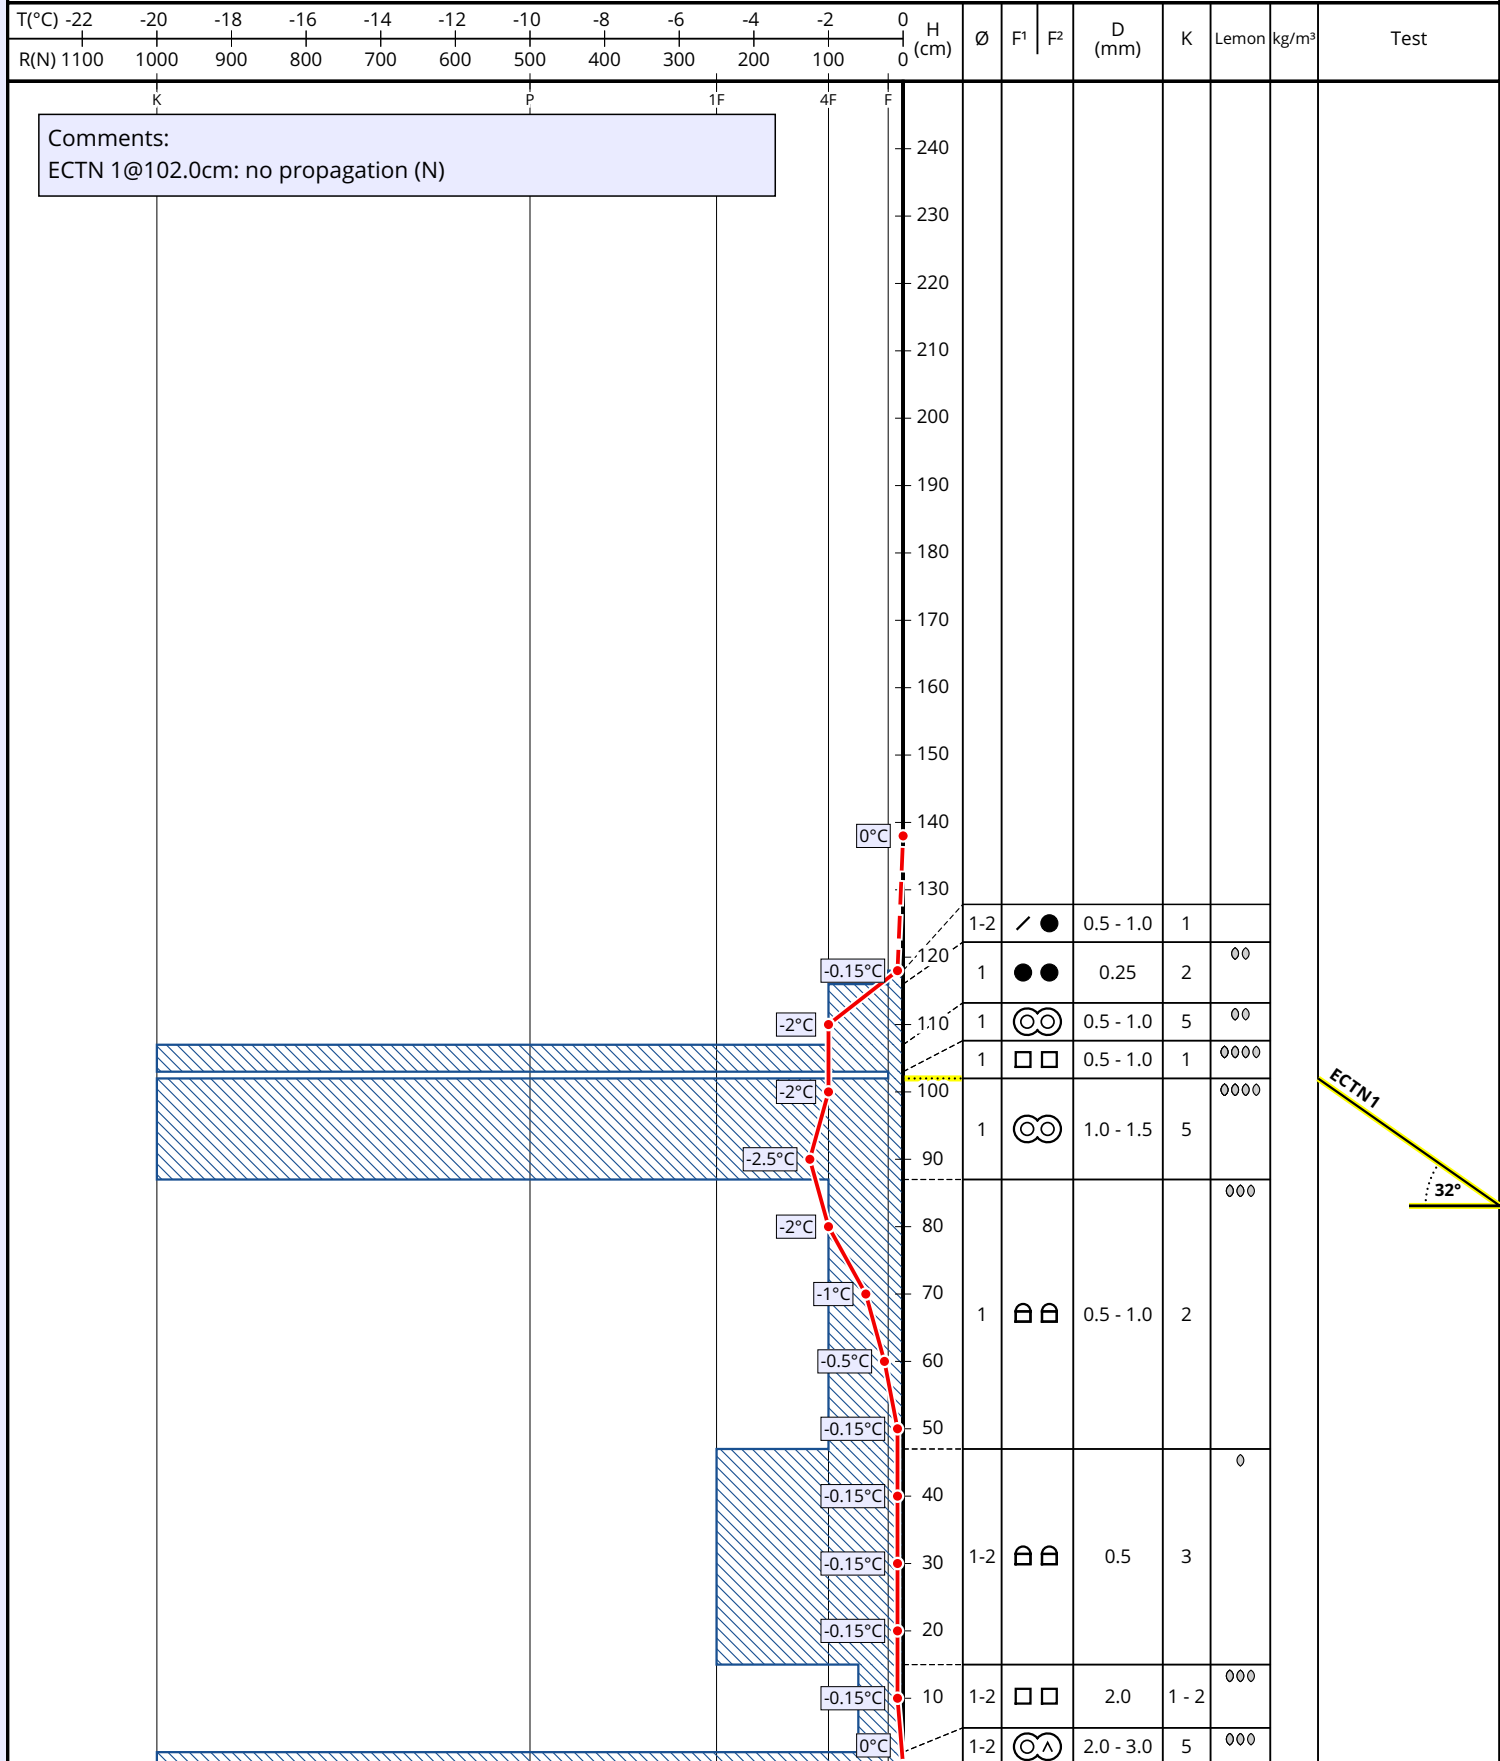 T(°C) -22 -20 -18 -16 -14 -12 -10 -8 -6 -4 -2 0
R(N) 1100 1000 900 800 700 600 500 400 300 200 100 0
H (cm) Ø F¹ F² D (mm) K Lemon kg/m³ Test
K P 1F 4F F
Comments:
ECTN 1@102.0cm: no propagation (N)
240
230
220
210
200
190
180
170
160
150
140
0°C
130
1-2 0.5 - 1.0 1
120
-0.15°C 1 0.25 2
-2°C 110 1 0.5 - 1.0 5
1 0.5 - 1.0 1
-2°C 100
ECTN1
1 1.0 - 1.5 5
-2.5°C 90
32°
-2°C 80
-1°C 70
1 0.5 - 1.0 2
-0.5°C 60
-0.15°C 50
-0.15°C 40
1-2 0.5 3
-0.15°C 30
-0.15°C 20
-0.15°C 10 1-2 2.0 1 - 2
0°C 1-2 2.0 - 3.0 5